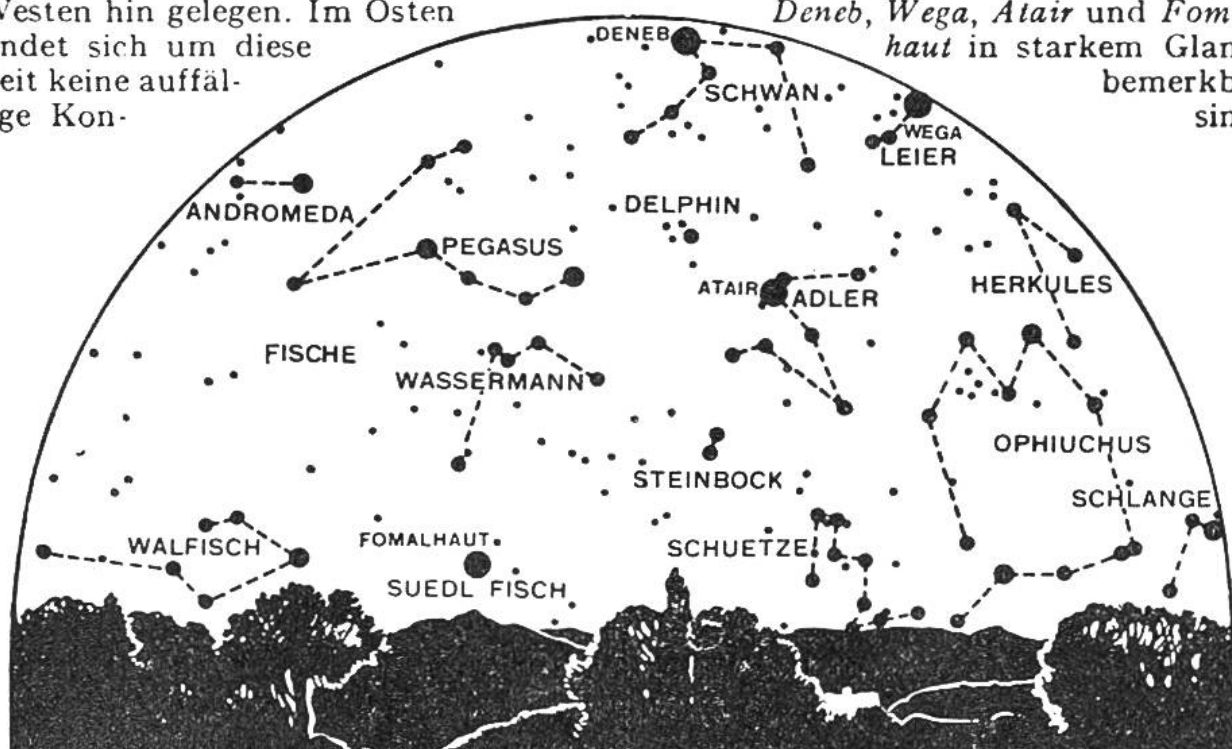 Westen hin gelegen. Im Osten
ndet sich um diese
eit keine auffäl-
ge Kon-
Deneb, Wega, Atair und Fom
haut in starkem Glan
bemerkb
sin
DENEB
SCHWAN
WEGA
LEIER
ANDROMEDA
DELPHIN
PEGASUS
ATAIR
ADLER
HERKULES
FISCHE
WASSERMANN
OPHIUCHUS
STEINBOCK
SCHLANGE
WALFISCH
FOMALHAUT
SCHUETZE
SUEDL FISCH